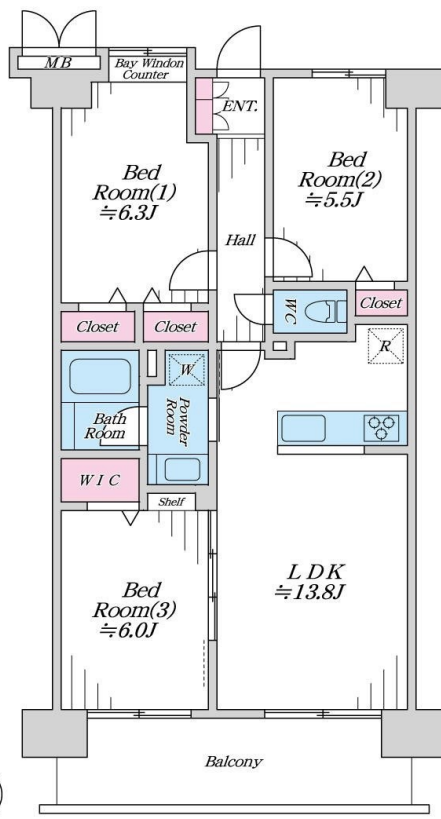 MB
Bay Windon
Counter
ENT.
Bed
Room(1)
≒6.3J
Bed
Room(2)
≒5.5J
Hall
WC
Closet
Closet
Closet
R
W
Powder
Room
Bath
Room
WIC
Shelf
Bed
Room(3)
≒6.0J
LDK
≒13.8J
Balcony